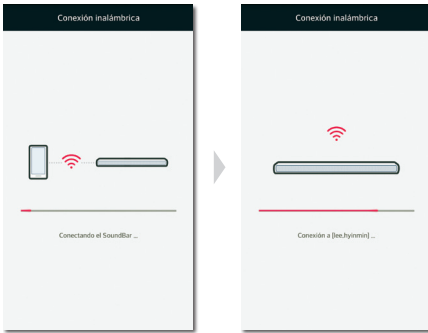 Conexión inalámbrica
Conectando el SoundBar ...
Conexión inalámbrica
Conexión a [lee,hyinmin] ...